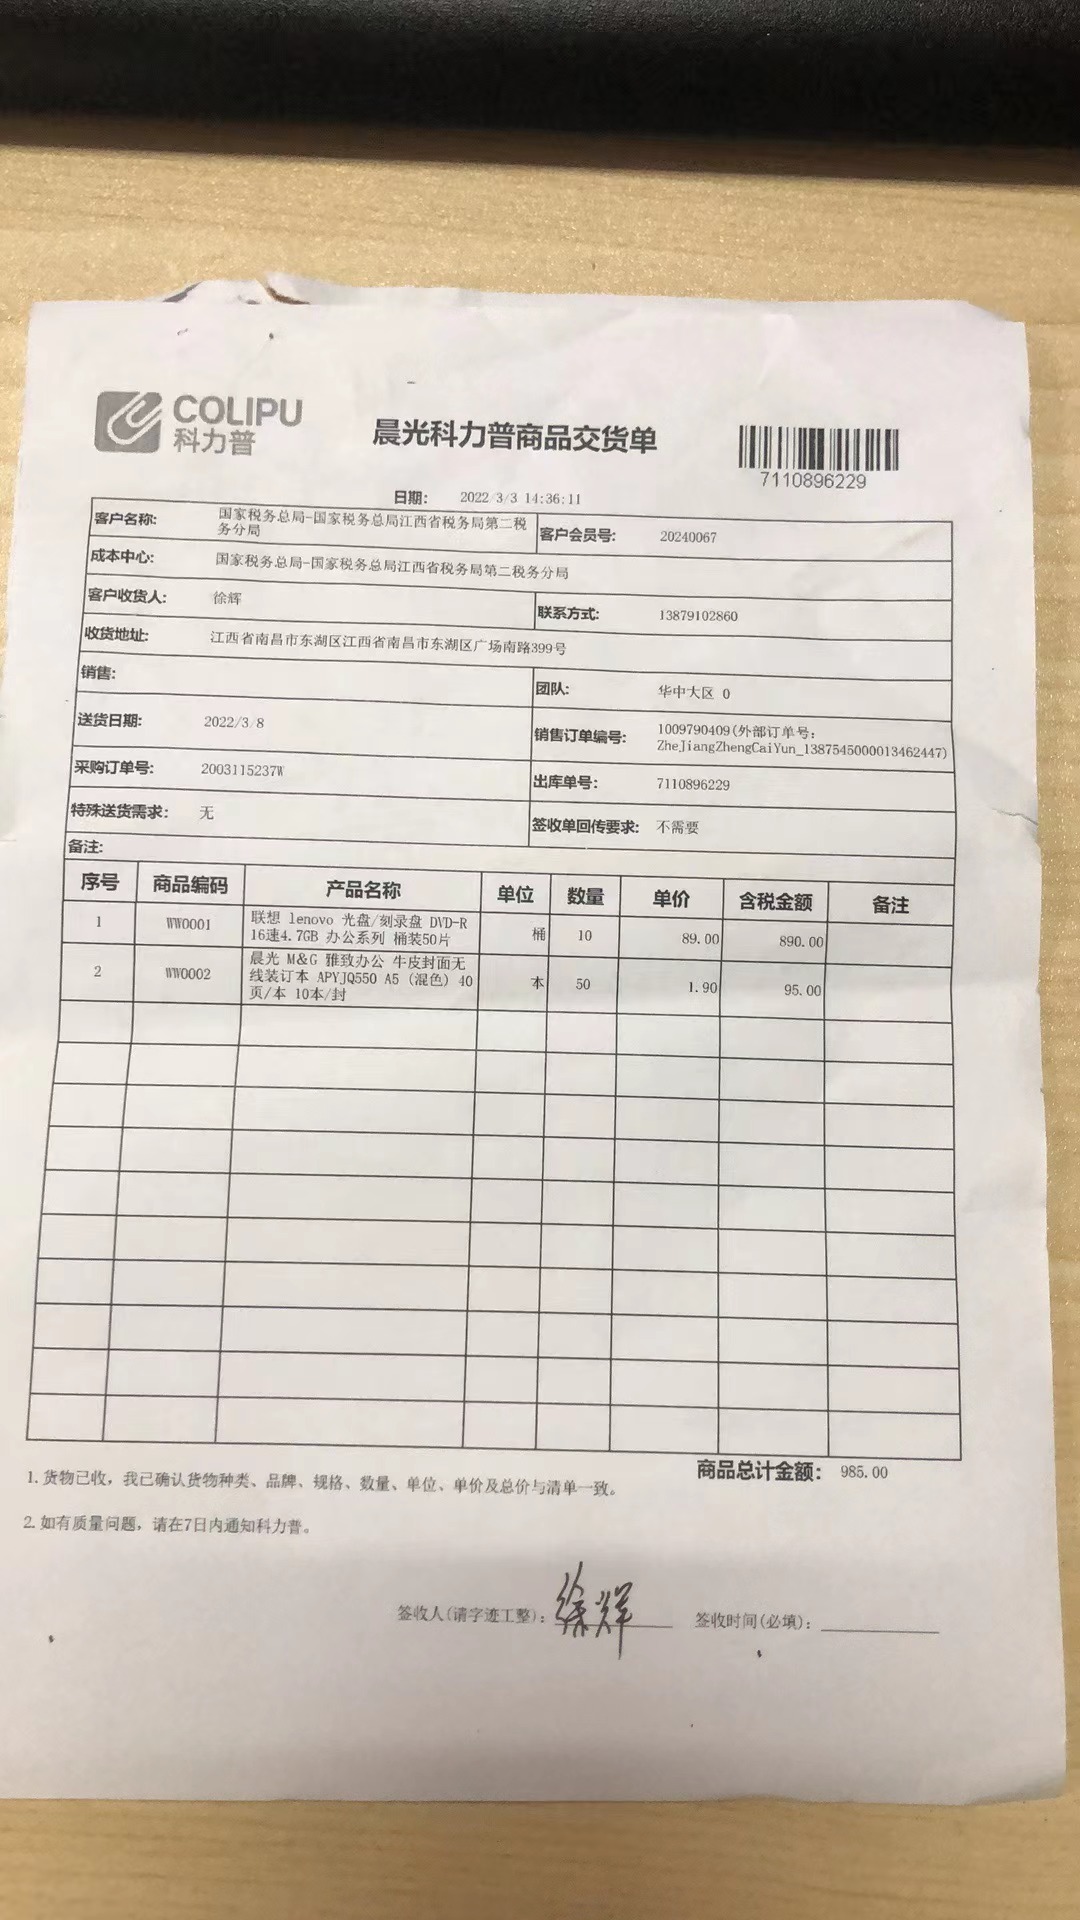 COLIPU
科力普
晨光科力普商品交货单
7110896229
日期： 2022/3/3 14:36:11
客户名称： 国家税务总局-国家税务总局江西省税务局第二税
务分局
客户会员号： 20240067
成本中心： 国家税务总局-国家税务总局江西省税务局第二税务分局
客户收货人： 徐辉 联系方式： 13879102860
收货地址： 江西省南昌市东湖区江西省南昌市东湖区广场南路399号
销售： 团队： 华中大区 0
送货日期： 2022/3/8 销售订单编号： 1009790409(外部订单号：
ZheJiangZhengCaiYun_1387545000013462447)
采购订单号： 2003115237W 出库单号： 7110896229
特殊送货需求： 无 签收单回传要求： 不需要
备注：
序号 商品编码 产品名称 单位 数量 单价 含税金额 备注
1 WW0001 联想 lenovo 光盘/刻录盘 DVD-R
16速4.7GB 办公系列 桶装50片 桶 10 89.00 890.00
2 WW0002 晨光 M&G 雅致办公 牛皮封面无
线装订本 APYJQ550 A5 (混色) 40
页/本 10本/封 本 50 1.90 95.00
商品总计金额： 985.00
1.货物已收，我已确认货物种类、品牌、规格、数量、单位、单价及总价与清单一致。
2.如有质量问题，请在7日内通知科力普。
签收人(请字迹工整)： 徐辉 签收时间(必填)：